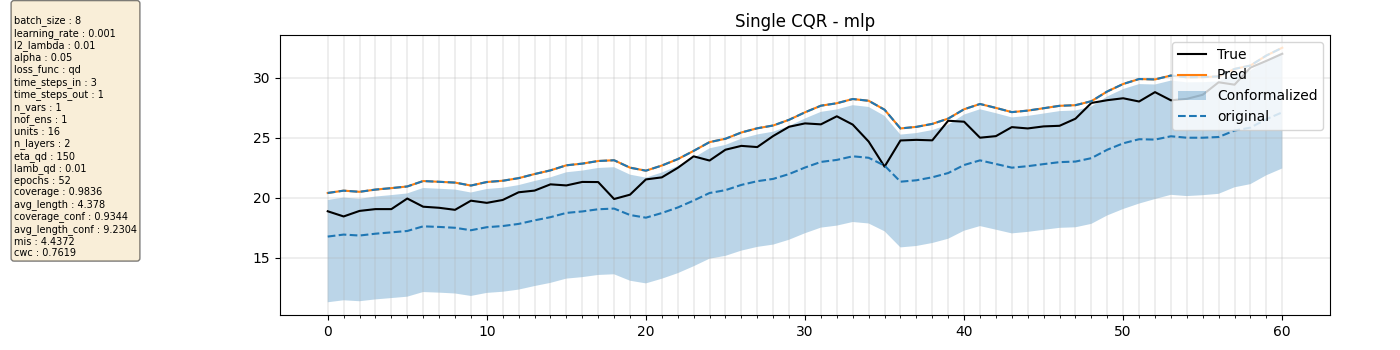 batch_size : 8
learning_rate : 0.001
l2_lambda : 0.01
alpha : 0.05
loss_func : qd
time_steps_in : 3
time_steps_out : 1
n_vars : 1
nof_ens : 1
units : 16
n_layers : 2
eta_qd : 150
lamb_qd : 0.01
epochs : 52
coverage : 0.9836
avg_length : 4.378
coverage_conf : 0.9344
avg_length_conf : 9.2304
mis : 4.4372
cwc : 0.7619
Single CQR - mlp
30
25
20
15
True
Pred
Conformalized
original
0 10 20 30 40 50 60